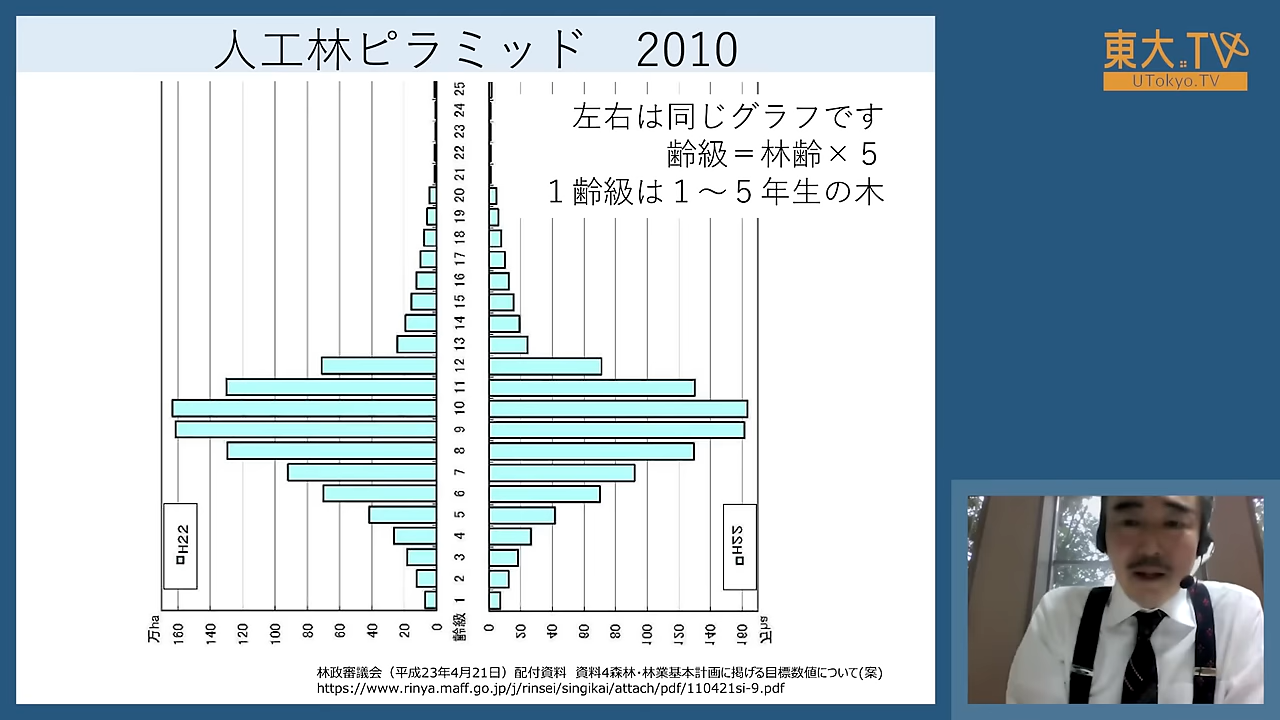 人工林ピラミッド 2010
東大.TV
UTokyo.TV
左右は同じグラフです
齢級＝林齢×５
１齢級は１～５年生の木
25
24
23
22
21
20
19
18
17
16
15
14
13
12
11
10
9
8
7
6
5
4
3
2
1
齢級
H22
H22
万ha 160 140 120 100 80 60 40 20 0
0 20 40 60 80 100 120 140 160 万ha
林政審議会（平成23年4月21日）配付資料 資料4森林・林業基本計画に掲げる目標数値について(案)
https://www.rinya.maff.go.jp/j/rinsei/singikai/attach/pdf/110421si-9.pdf